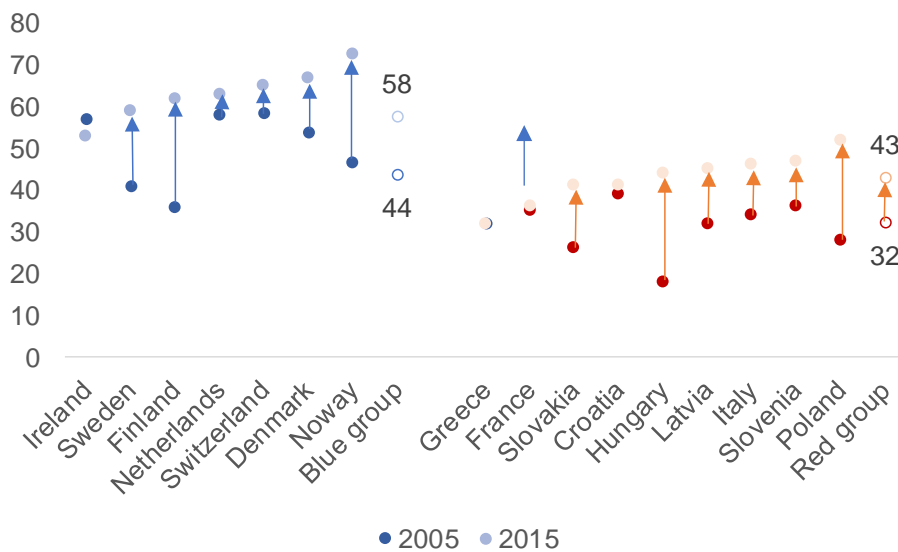 80
70
60
50
40
30
20
10
0
58
44
43
32
Ireland
Sweden
Finland
Netherlands
Switzerland
Denmark
Noway
Blue group
Greece
France
Slovakia
Croatia
Hungary
Latvia
Italy
Slovenia
Poland
Red group
2005 2015